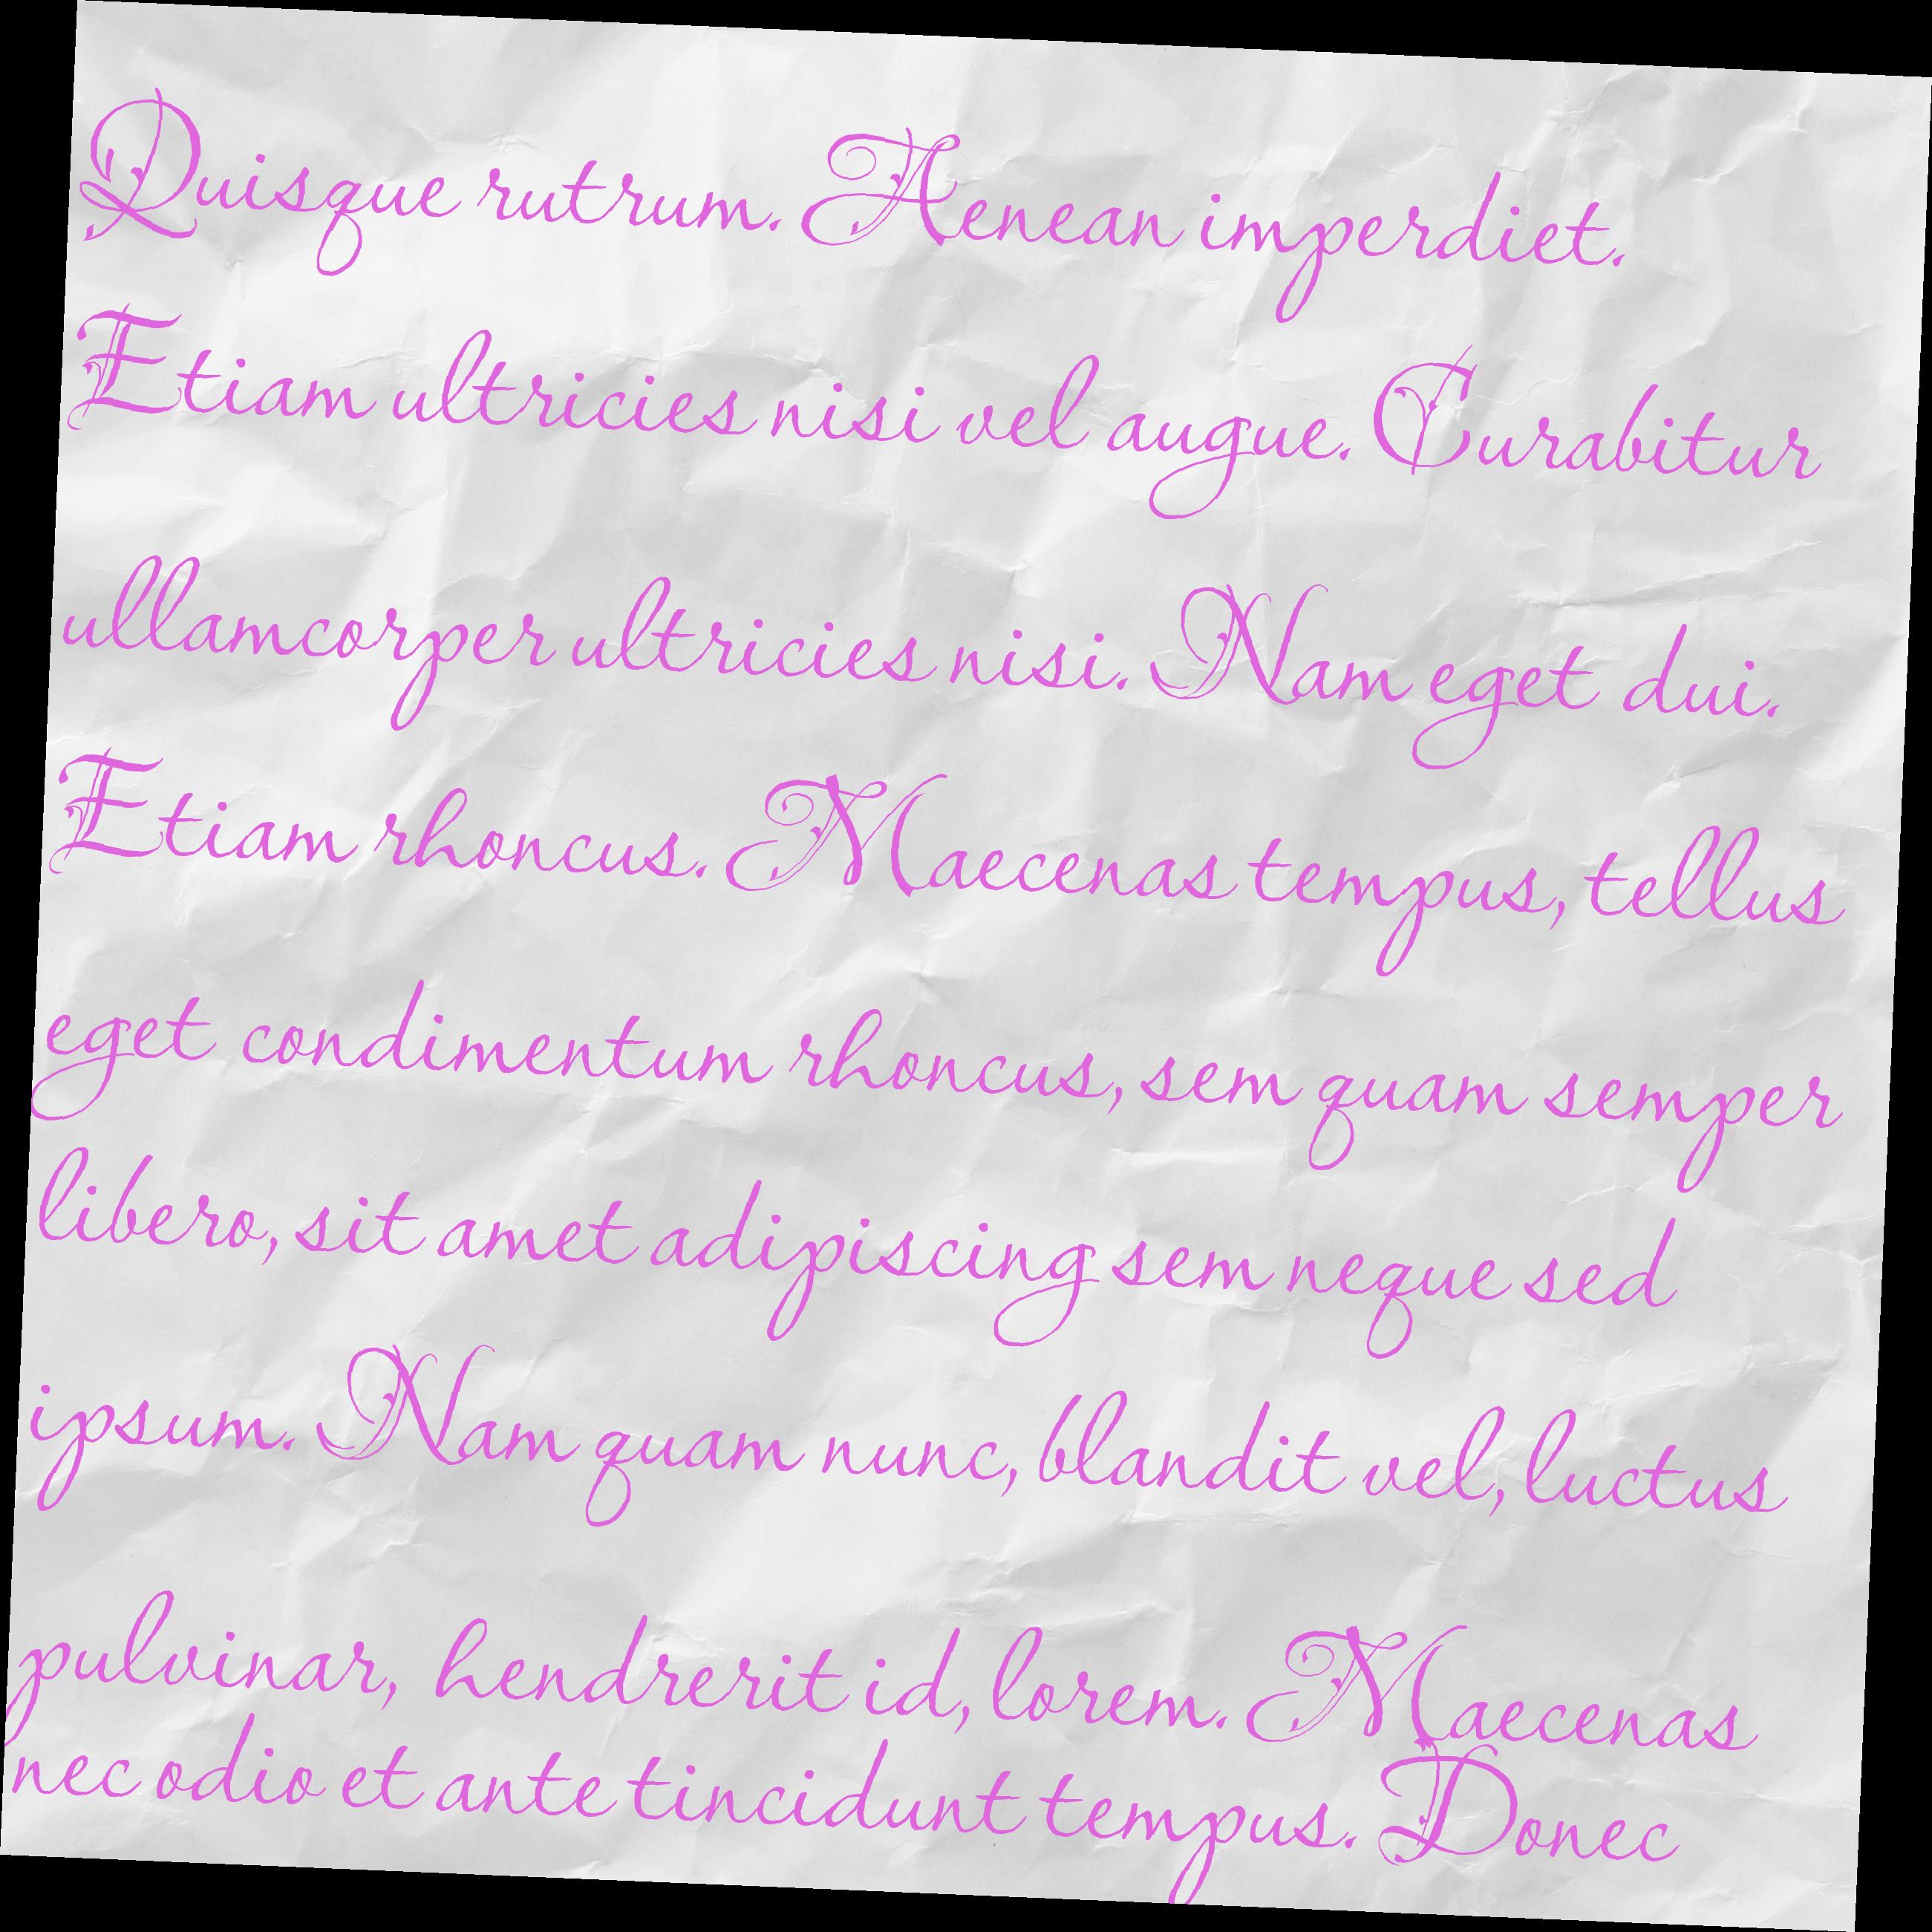 Quisque rutrum. Aenean imperdiet.
Etiam ultricies nisi vel augue. Curabitur
ullamcorper ultricies nisi. Nam eget dui.
Etiam rhoncus. Maecenas tempus, tellus
eget condimentum rhoncus, sem quam semper
libero, sit amet adipiscing sem neque sed
ipsum. Nam quam nunc, blandit vel, luctus
pulvinar, hendrerit id, lorem. Maecenas
nec odio et ante tincidunt tempus. Donec